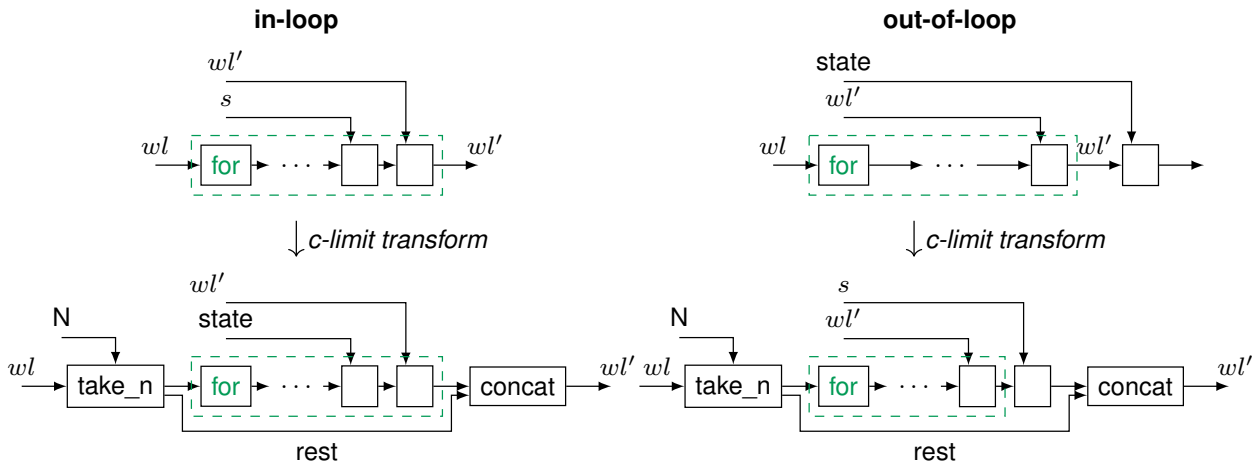 in-loop
wl′
s
wl
for
· · ·
wl′
c-limit transform
wl′
state
N
wl
take_n
for
· · ·
concat
wl′
rest
out-of-loop
state
wl′
wl
for
· · ·
wl′
c-limit transform
s
wl′
N
wl
take_n
for
· · ·
concat
wl′
rest